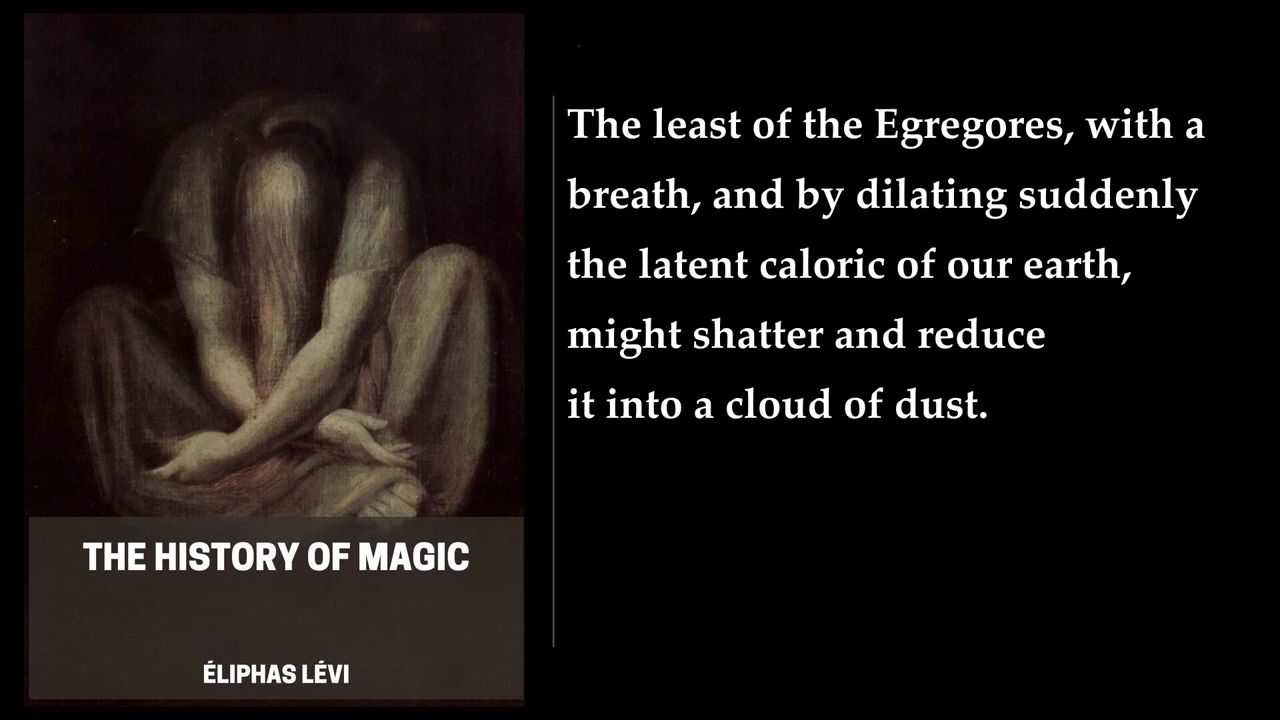 The least of the Egregores, with a
breath, and by dilating suddenly
the latent caloric of our earth,
might shatter and reduce
it into a cloud of dust.
THE HISTORY OF MAGIC
ÉLIPHAS LÉVI